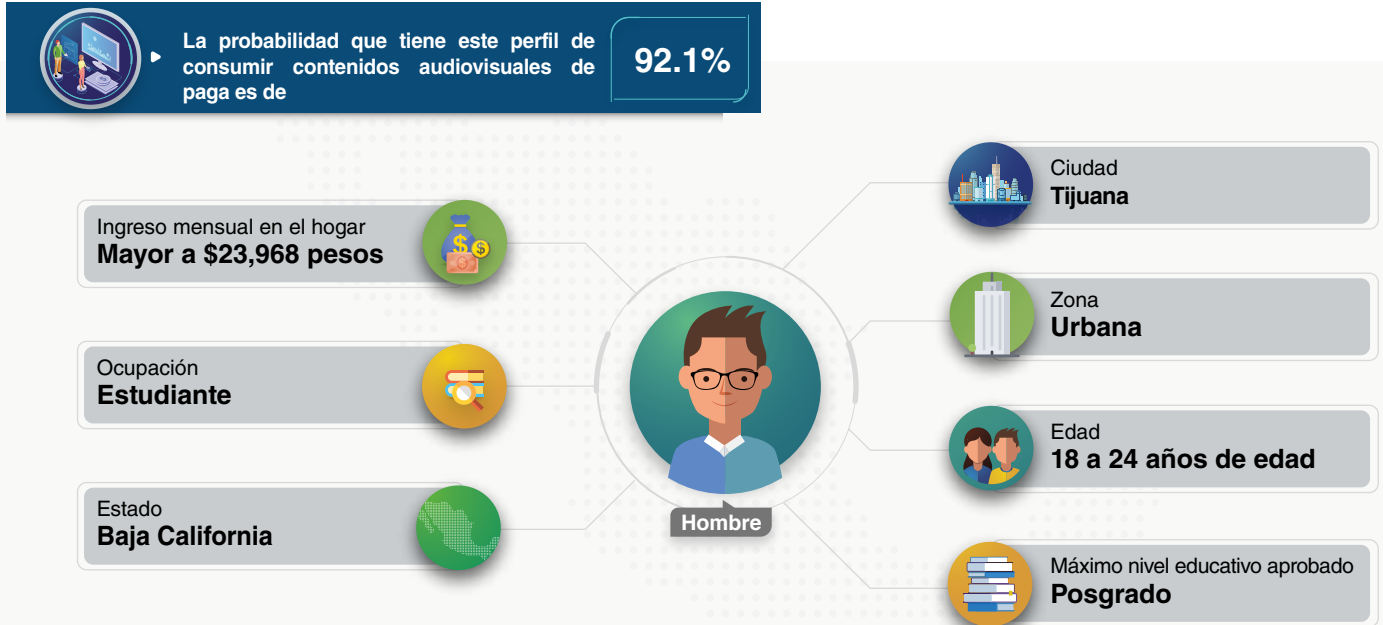 La probabilidad que tiene este perfil de
consumir contenidos audiovisuales de
paga es de
92.1%
Ingreso mensual en el hogar
Mayor a $23,968 pesos
Ocupación
Estudiante
Estado
Baja California
Hombre
Ciudad
Tijuana
Zona
Urbana
Edad
18 a 24 años de edad
Máximo nivel educativo aprobado
Posgrado